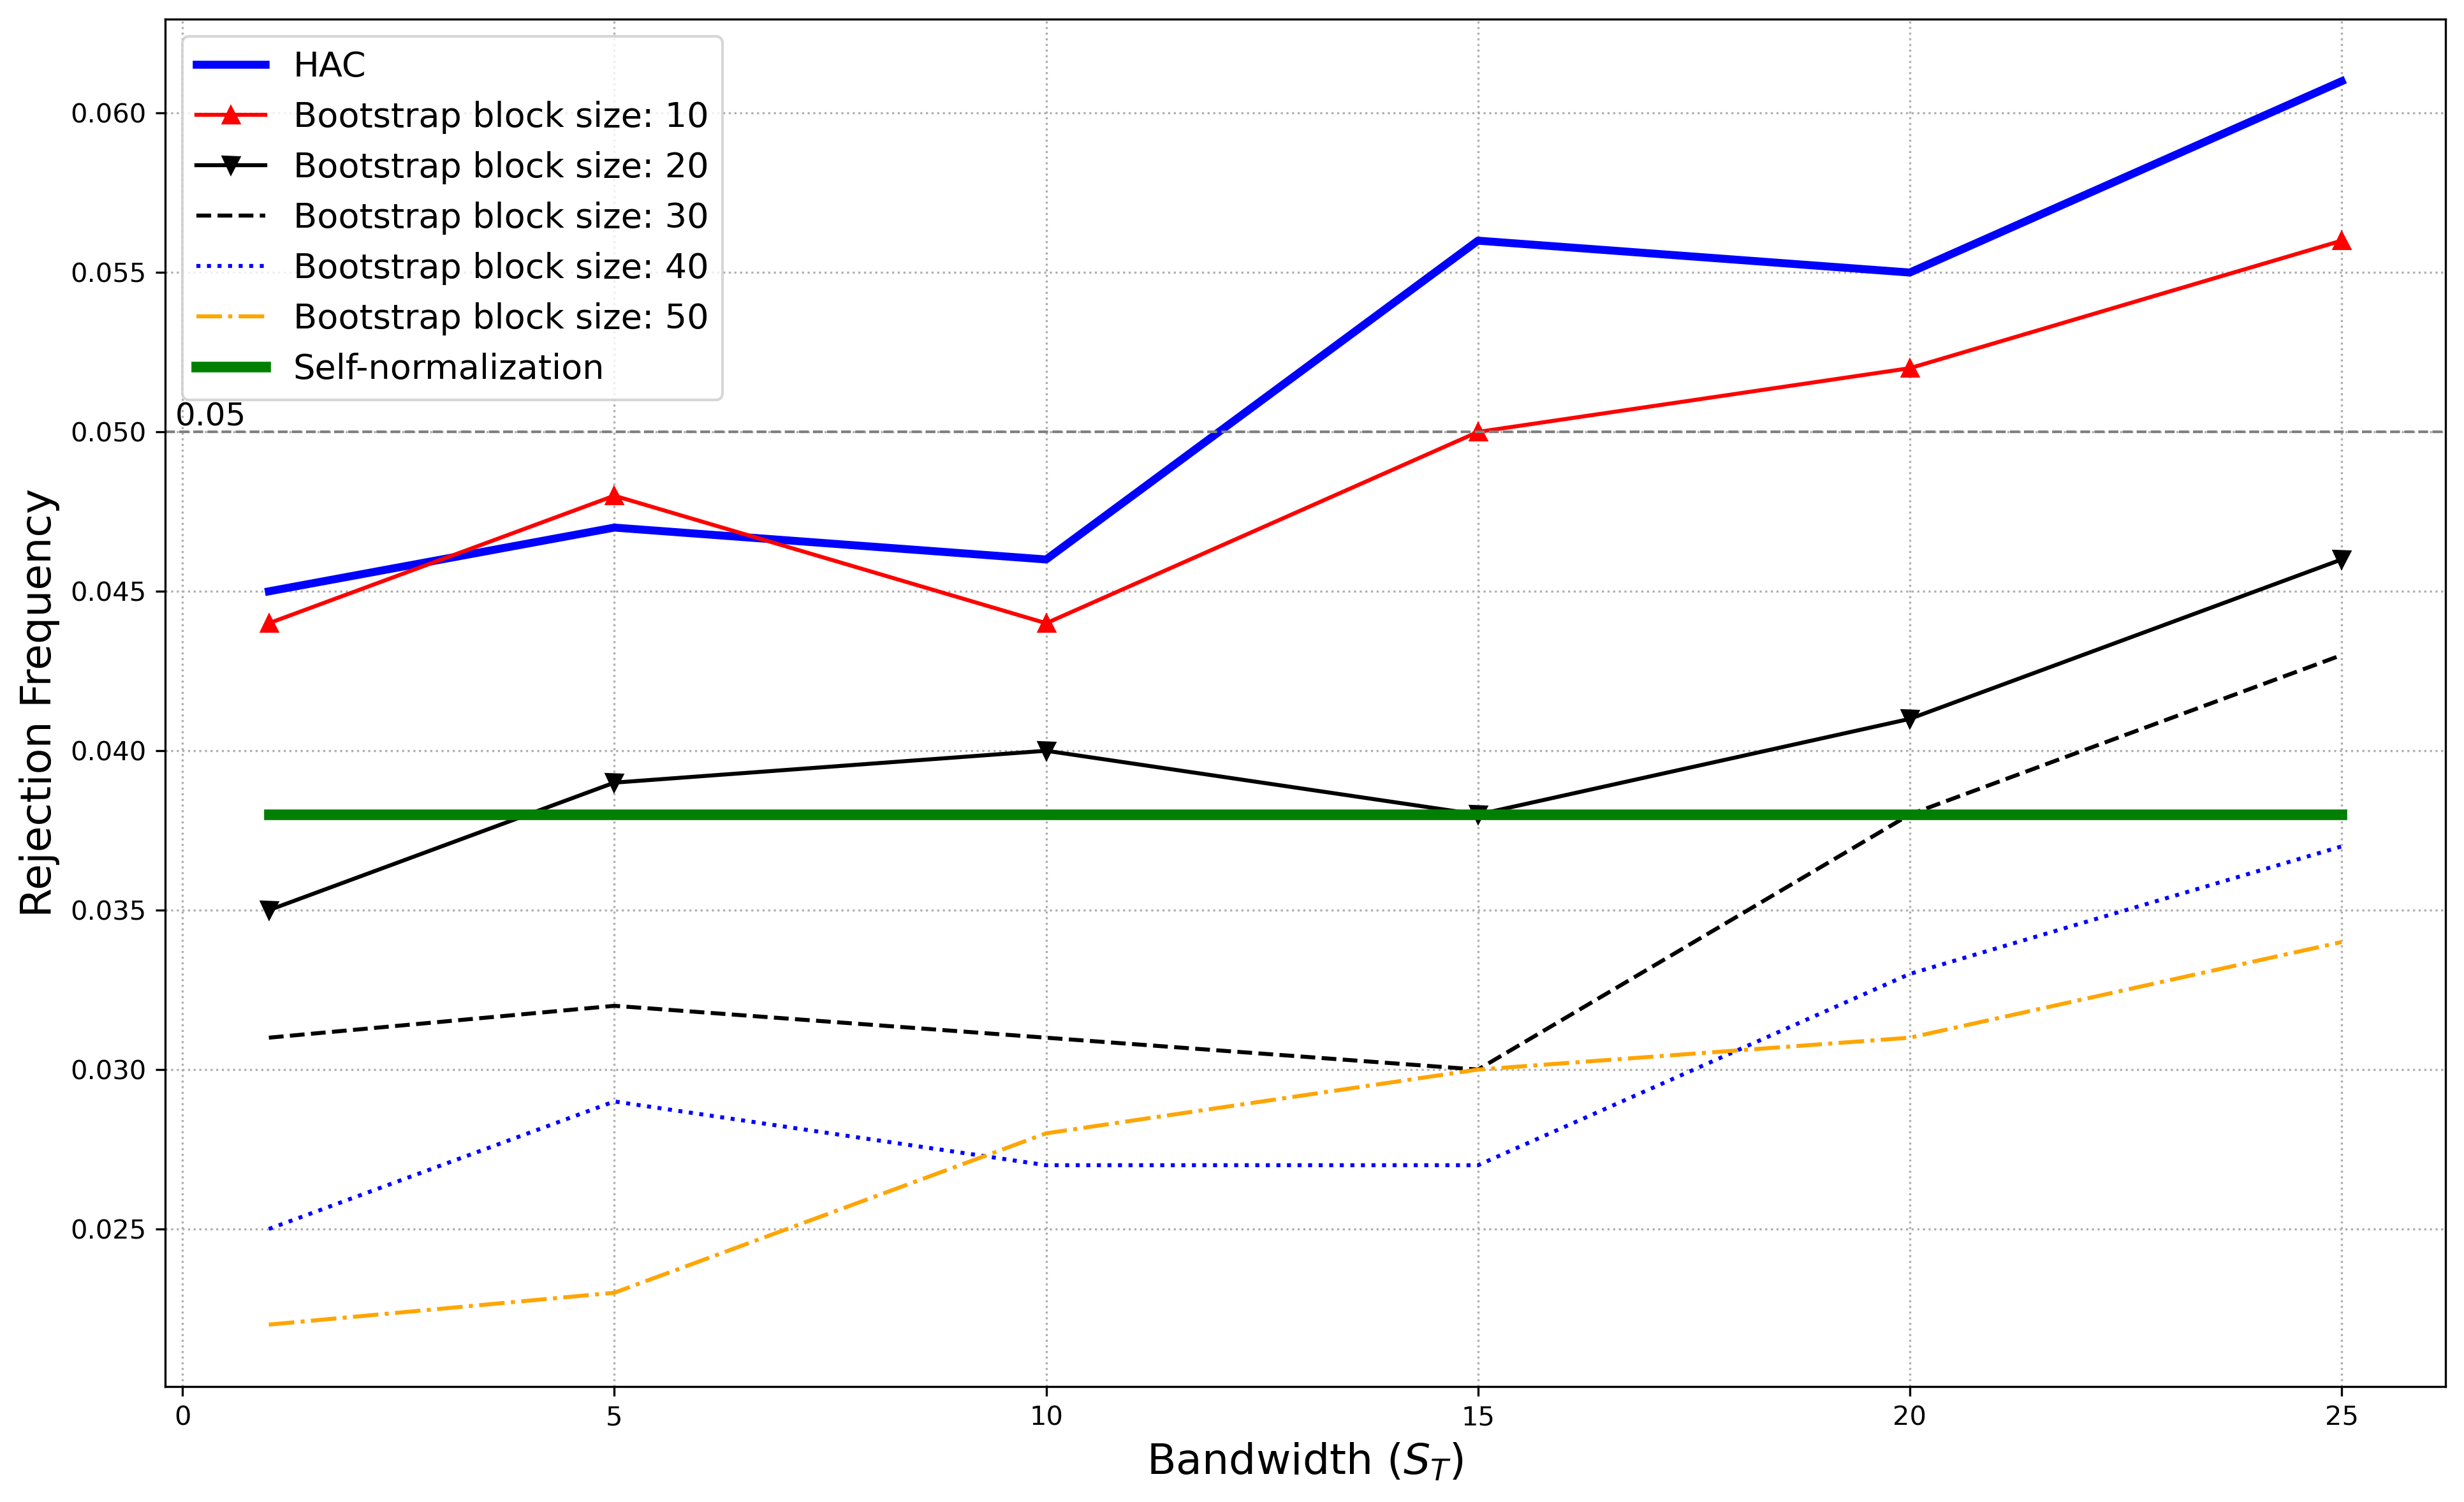 HAC
Bootstrap block size: 10
Bootstrap block size: 20
Bootstrap block size: 30
Bootstrap block size: 40
Bootstrap block size: 50
Self-normalization
0.05
Rejection Frequency
0.060
0.055
0.050
0.045
0.040
0.035
0.030
0.025
0 5 10 15 20 25
Bandwidth (S_T)